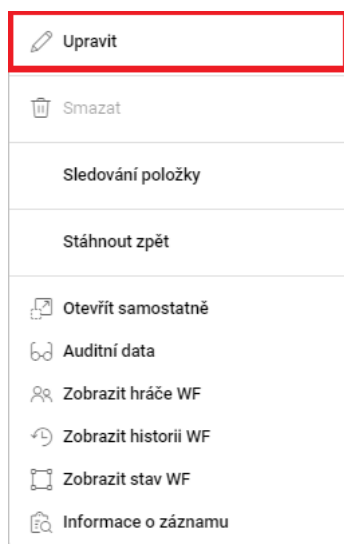 Upravit
Smazat
Sledování položky
Stáhnout zpět
Otevřít samostatně
Auditní data
Zobrazit hráče WF
Zobrazit historii WF
Zobrazit stav WF
Informace o záznamu